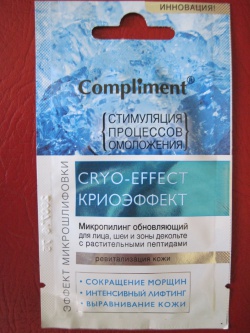 ИННОВАЦИЯ!
Compliment®
СТИМУЛЯЦИЯ
ПРОЦЕССОВ
ОМОЛОЖЕНИЯ
ЭФФЕКТ МИКРОШЛИФОВКИ
CRYO-EFFECT
КРИОЭФФЕКТ
Микропилинг обновляющий
для лица, шеи и зоны декольте
с растительными пептидами
ревитализация кожи
• СОКРАЩЕНИЕ МОРЩИН
• ИНТЕНСИВНЫЙ ЛИФТИНГ
• ВЫРАВНИВАНИЕ КОЖИ